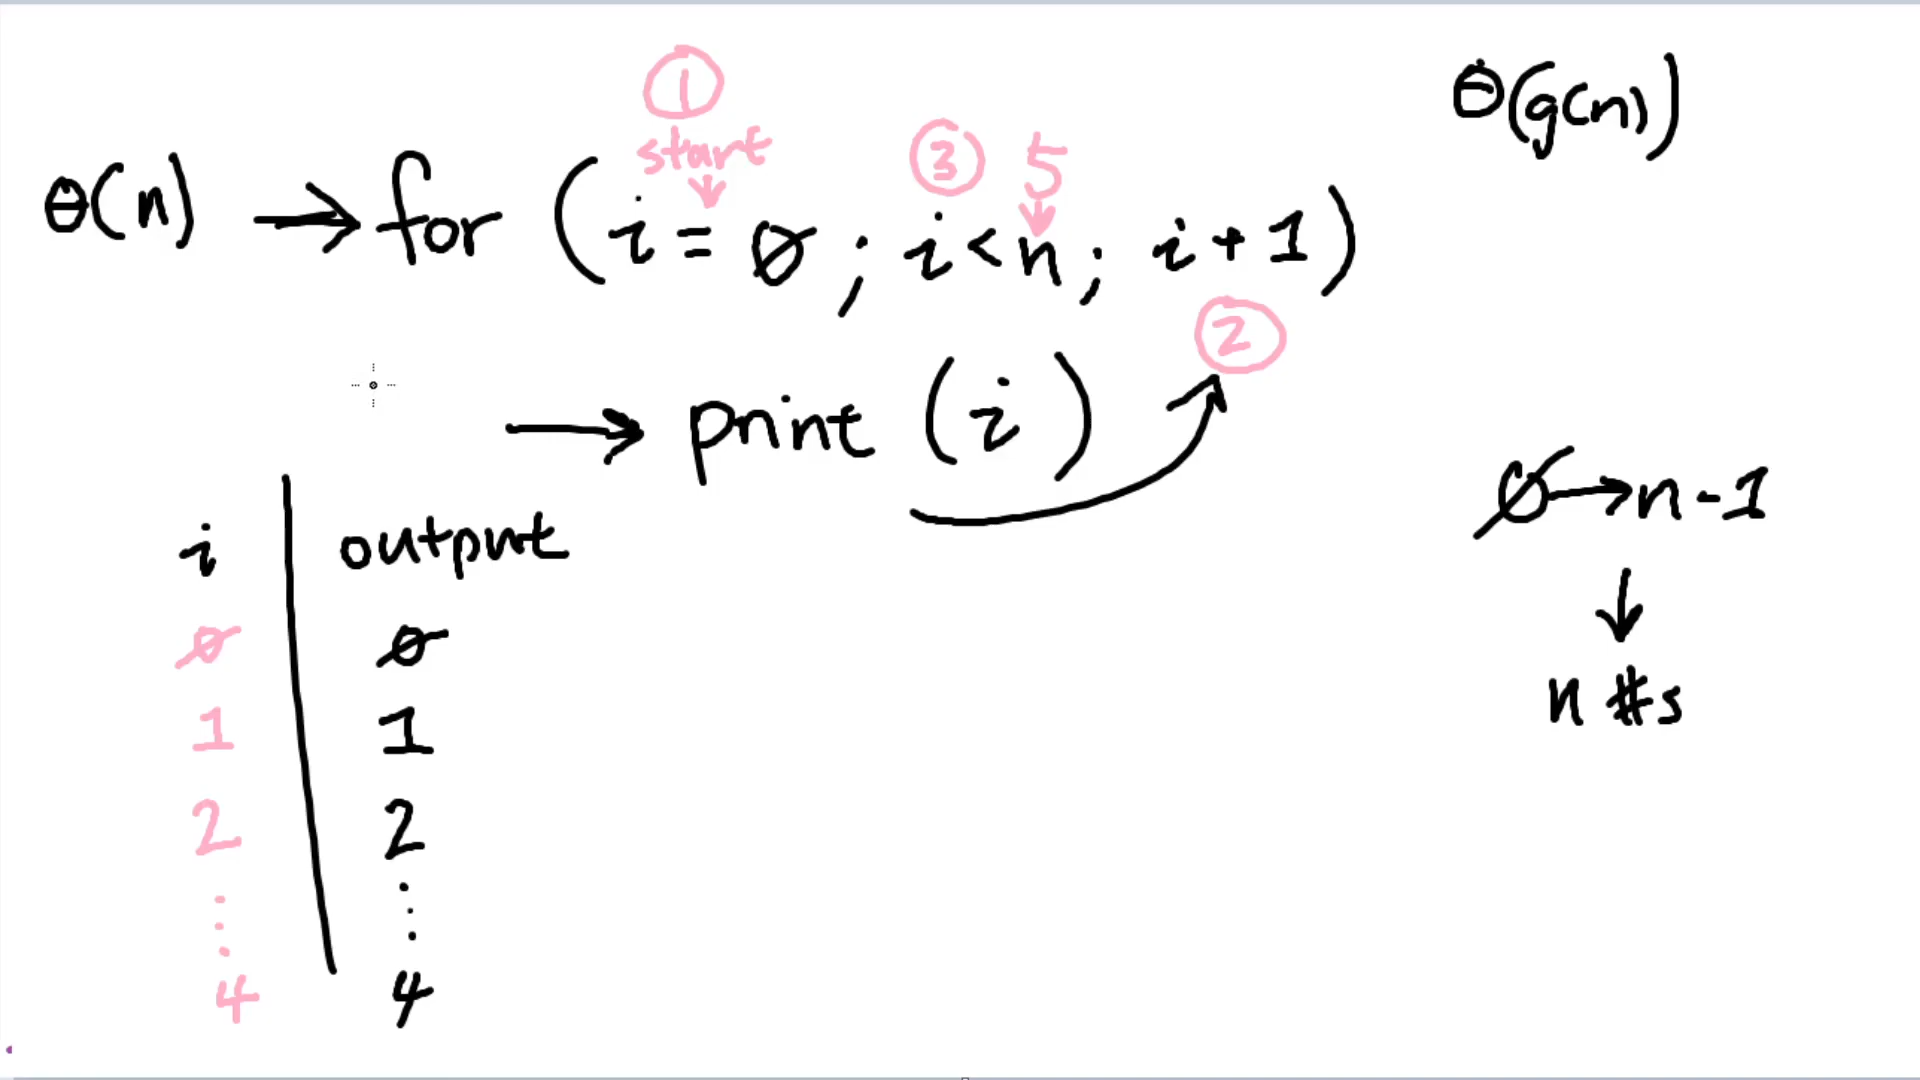 ①
start
③ 5
θ(g(n))
θ(n) → for (i = 0; i < n; i + 1)
②
→ print (i)
0 → n - 1
↓
n #s
i | output
0 0
1 1
2 2
⋮ ⋮
4 4